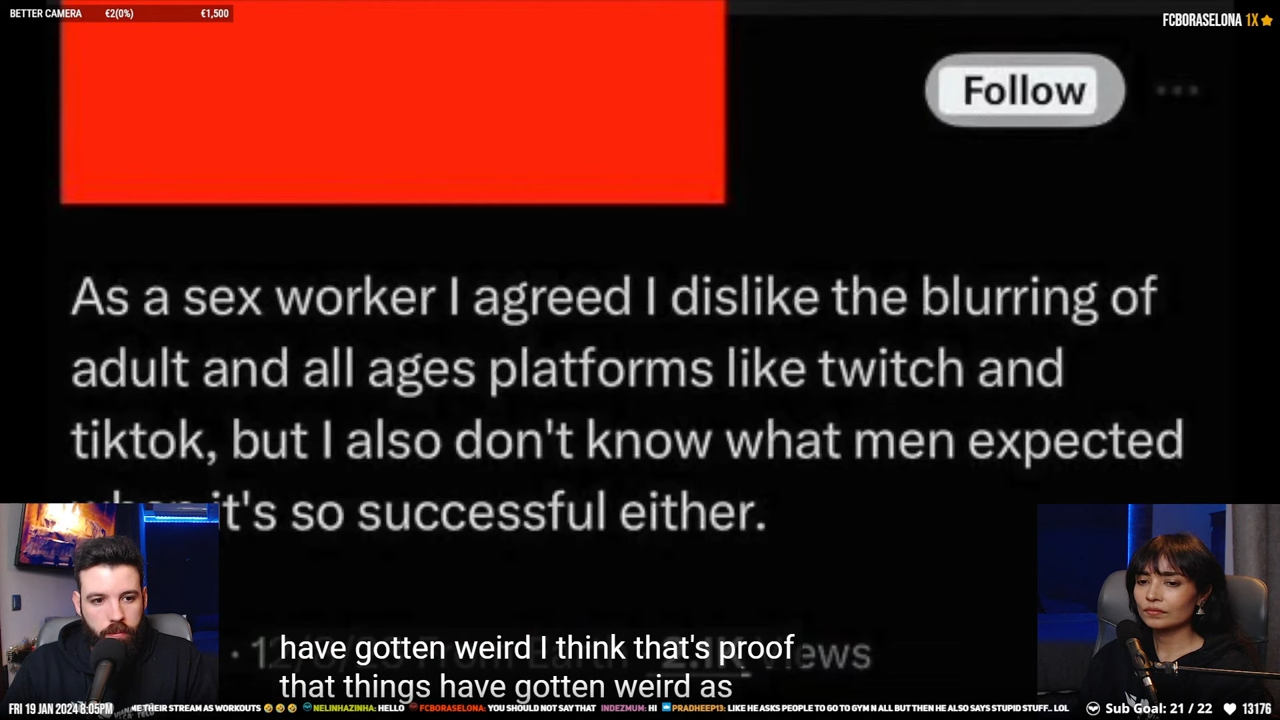 BETTER CAMERA €2(0%) €1,500
FCBORASELONA 1X
Follow
As a sex worker I agreed I dislike the blurring of
adult and all ages platforms like twitch and
tiktok, but I also don't know what men expected
it's so successful either.
have gotten weird I think that's proof
that things have gotten weird as
FRI 19 JAN 2024 8:05PM
ME THEIR STREAM AS WORKOUTS NELINHAZINHA: HELLO FCBORASELONA: YOU SHOULD NOT SAY THAT INDEZMUM: HI PRADHEEP13: LIKE HE ASKS PEOPLE TO GO TO GYM N ALL BUT THEN HE ALSO SAYS STUPID STUFF.. LOL
Sub Goal: 21 / 22 13176